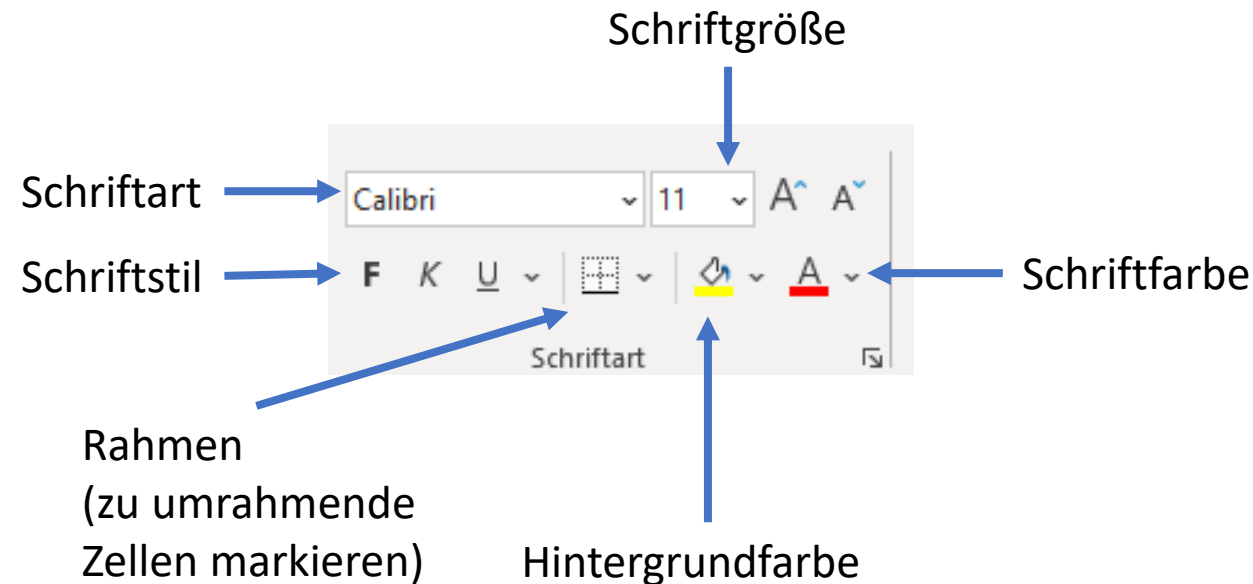 Schriftgröße
Schriftart
Calibri
11
A A
Schriftstil
F K U
A
Schriftfarbe
Schriftart
Rahmen
(zu umrahmende
Zellen markieren)
Hintergrundfarbe